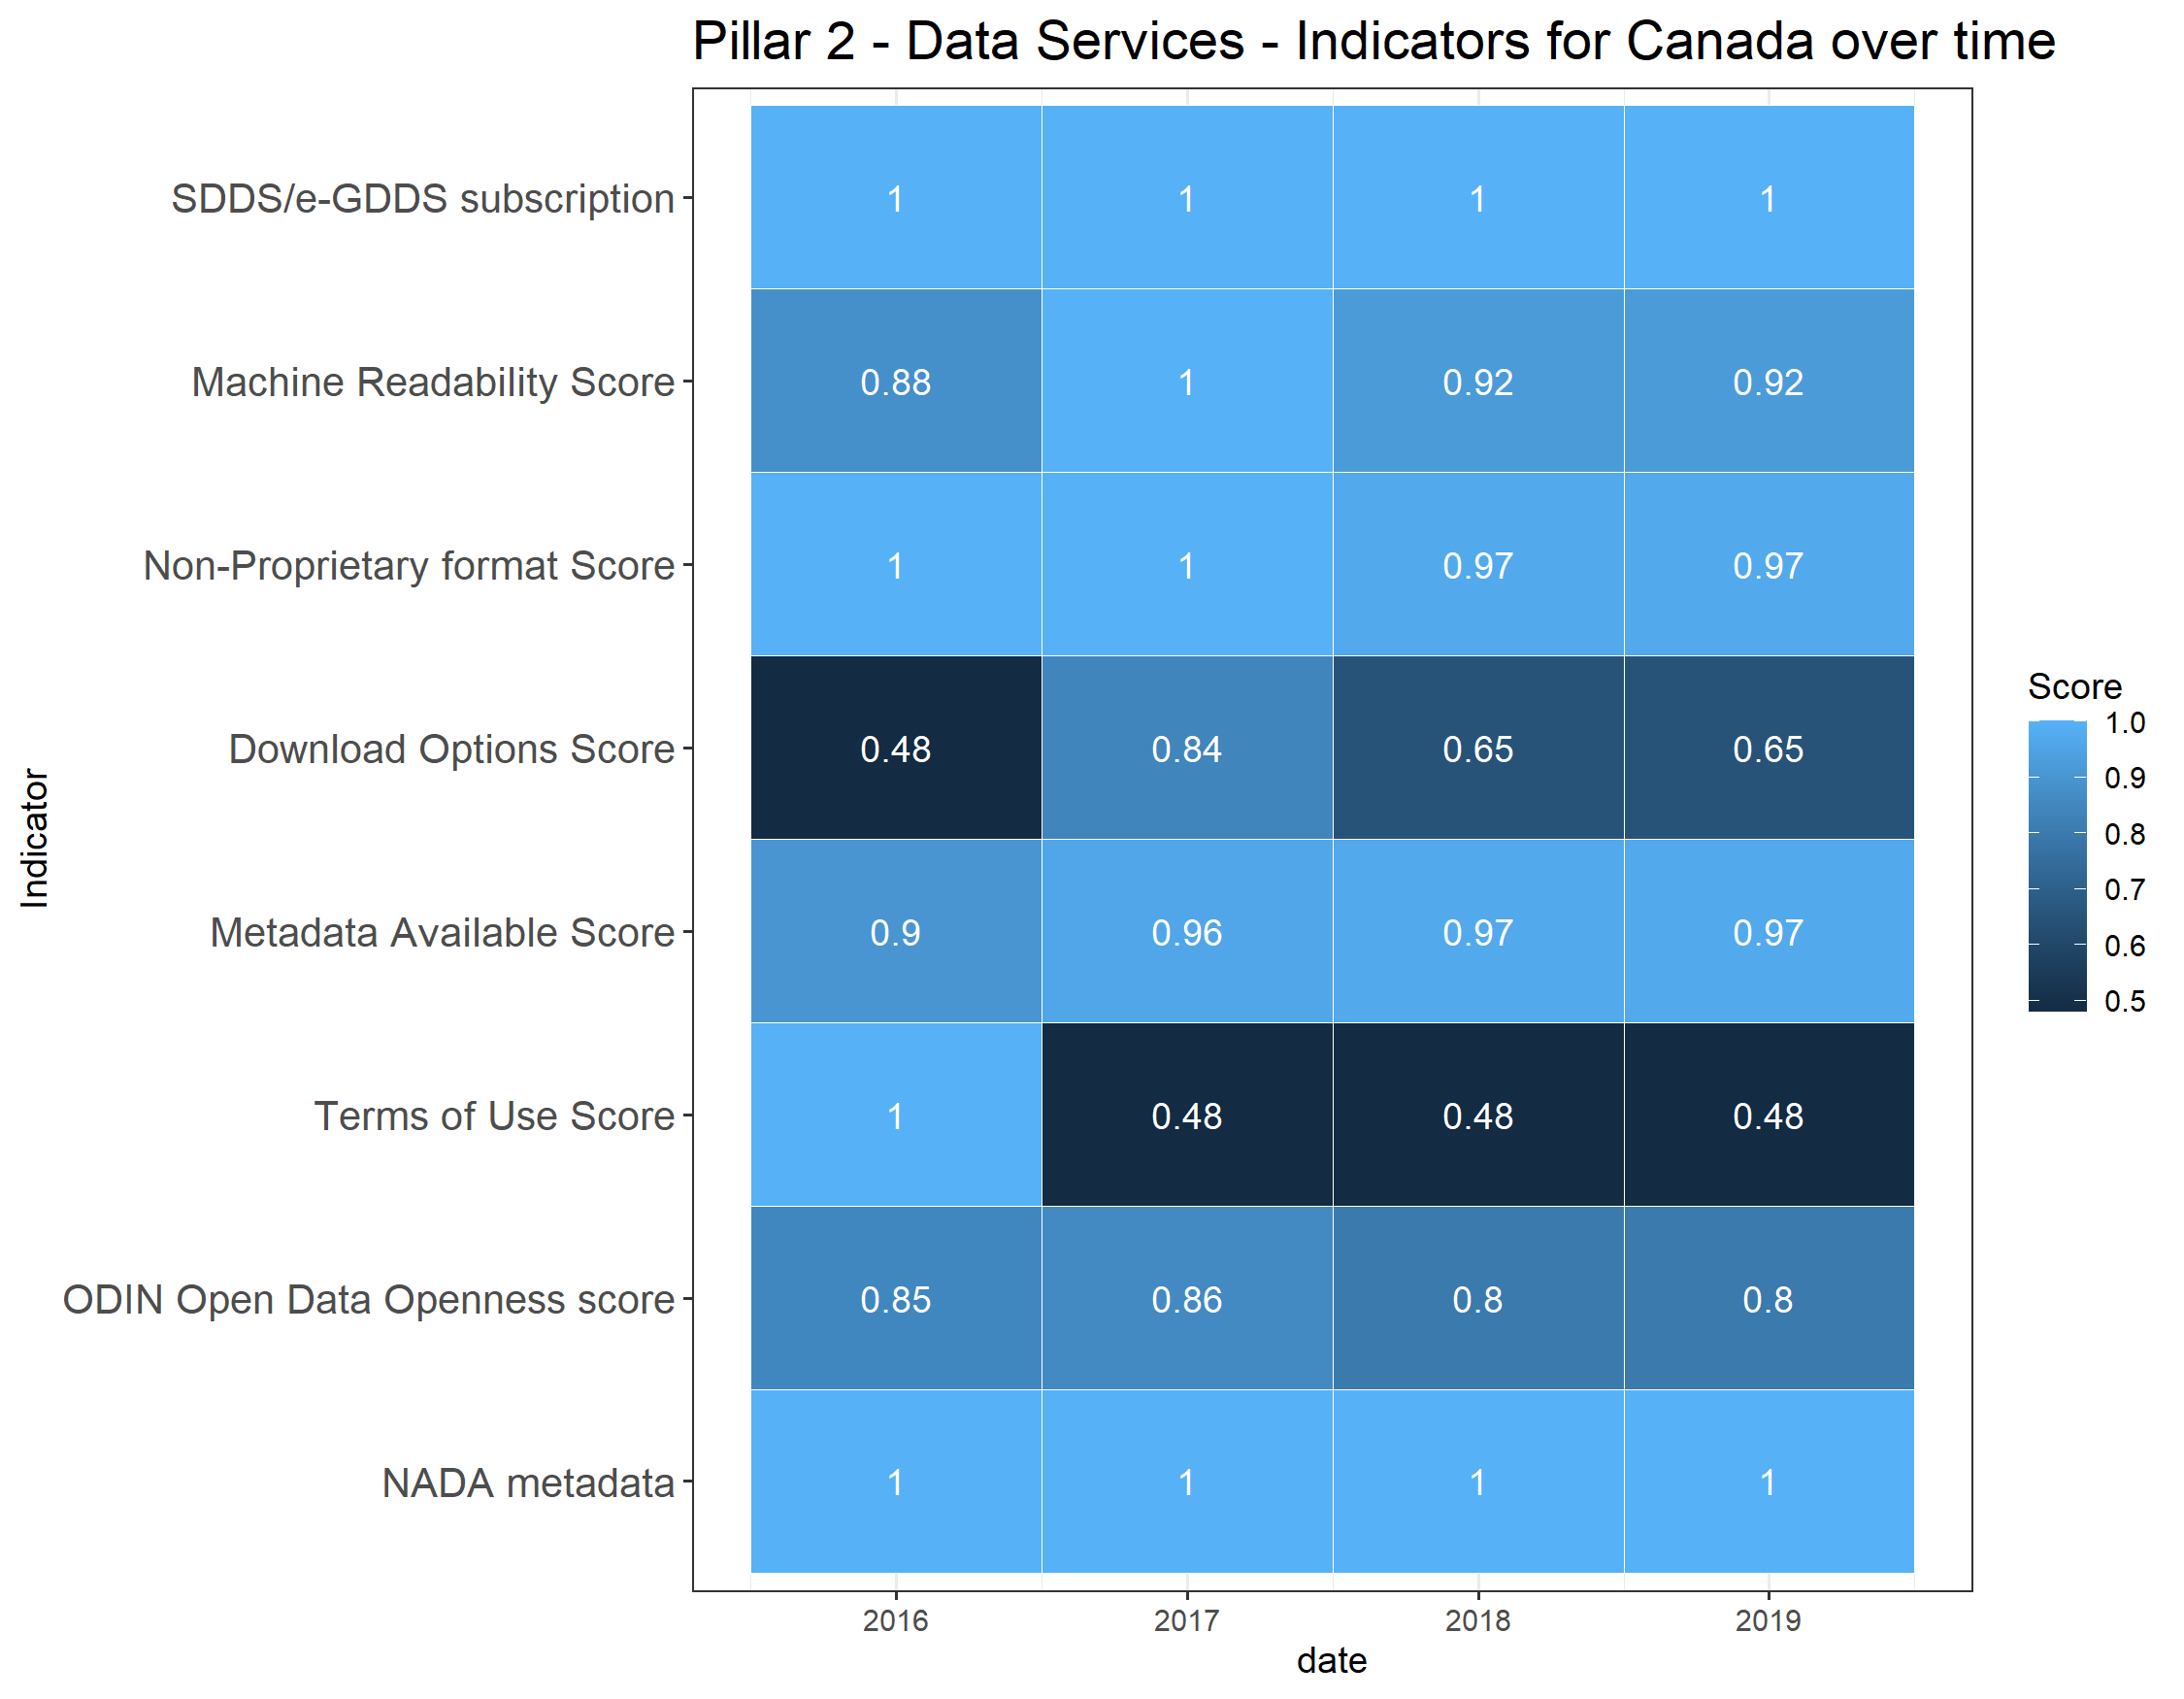 Pillar 2 - Data Services - Indicators for Canada over time
Indicator
SDDS/e-GDDS subscription
1 1 1 1
Machine Readability Score
0.88 1 0.92 0.92
Non-Proprietary format Score
1 1 0.97 0.97
Download Options Score
0.48 0.84 0.65 0.65
Metadata Available Score
0.9 0.96 0.97 0.97
Terms of Use Score
1 0.48 0.48 0.48
ODIN Open Data Openness score
0.85 0.86 0.8 0.8
NADA metadata
1 1 1 1
2016 2017 2018 2019
date
Score
1.0
0.9
0.8
0.7
0.6
0.5